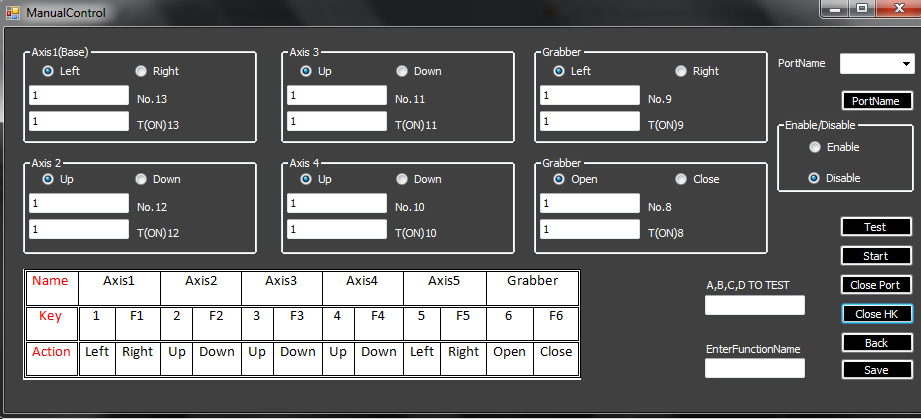 ManualControl
Axis1(Base)
Left Right
1 No.13
1 T(ON)13
Axis 3
Up Down
1 No.11
1 T(ON)11
Grabber
Left Right
1 No.9
1 T(ON)9
PortName
PortName
Enable/Disable
Enable
Disable
Axis 2
Up Down
1 No.12
1 T(ON)12
Axis 4
Up Down
1 No.10
1 T(ON)10
Grabber
Open Close
1 No.8
1 T(ON)8
Test
Start
Close Port
Close HK
Back
Save
Name Axis1 Axis2 Axis3 Axis4 Axis5 Grabber
Key 1 F1 2 F2 3 F3 4 F4 5 F5 6 F6
Action Left Right Up Down Up Down Up Down Left Right Open Close
A,B,C,D TO TEST
EnterFunctionName